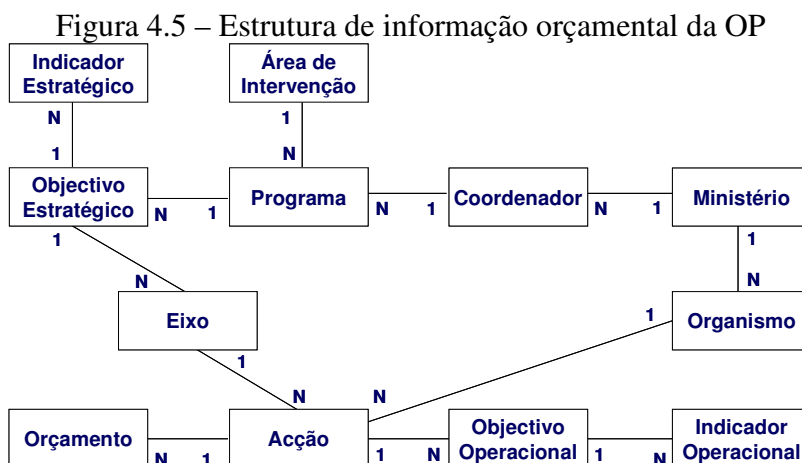 Figura 4.5 – Estrutura de informação orçamental da OP
Indicador
Estratégico
Área de
Intervenção
N
1
1
N
Objectivo
Estratégico
N
1
Programa
N
1
Coordenador
N
1
Ministério
1
N
1
N
Eixo
1
Organismo
1
N
N
Orçamento
N
1
Acção
1
N
Objectivo
Operacional
1
N
Indicador
Operacional